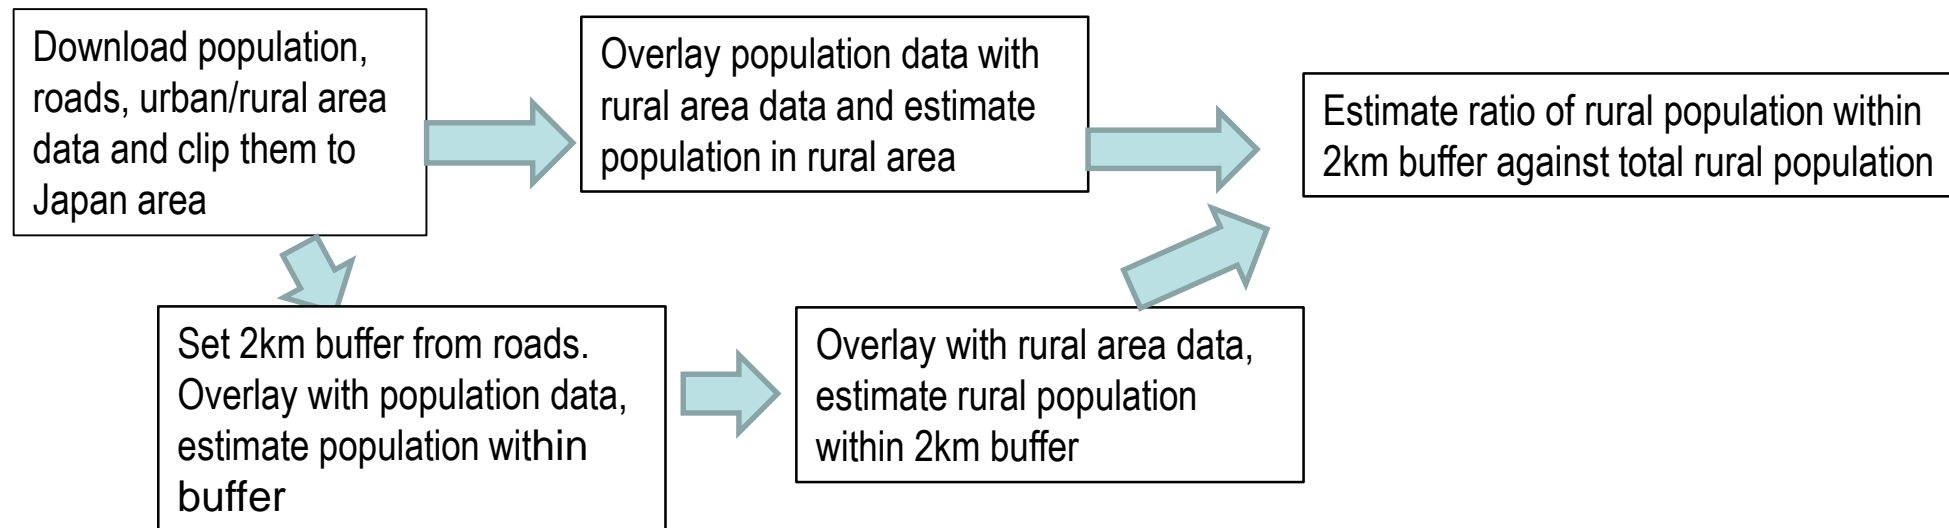 Download population,
roads, urban/rural area
data and clip them to
Japan area
Overlay population data with
rural area data and estimate
population in rural area
Estimate ratio of rural population within
2km buffer against total rural population
Set 2km buffer from roads.
Overlay with population data,
estimate population within
buffer
Overlay with rural area data,
estimate rural population
within 2km buffer